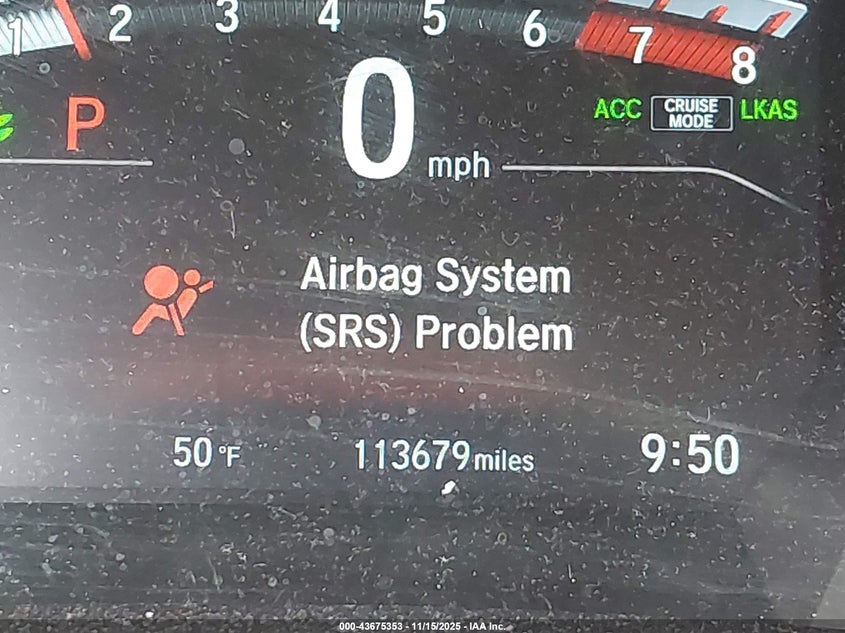 1 2 3 4 5 6 7 8
P
0 mph
ACC CRUISE MODE LKAS
Airbag System
(SRS) Problem
50 °F 113679 miles 9:50
000-43675353 - 11/15/2025 - IAA Inc.